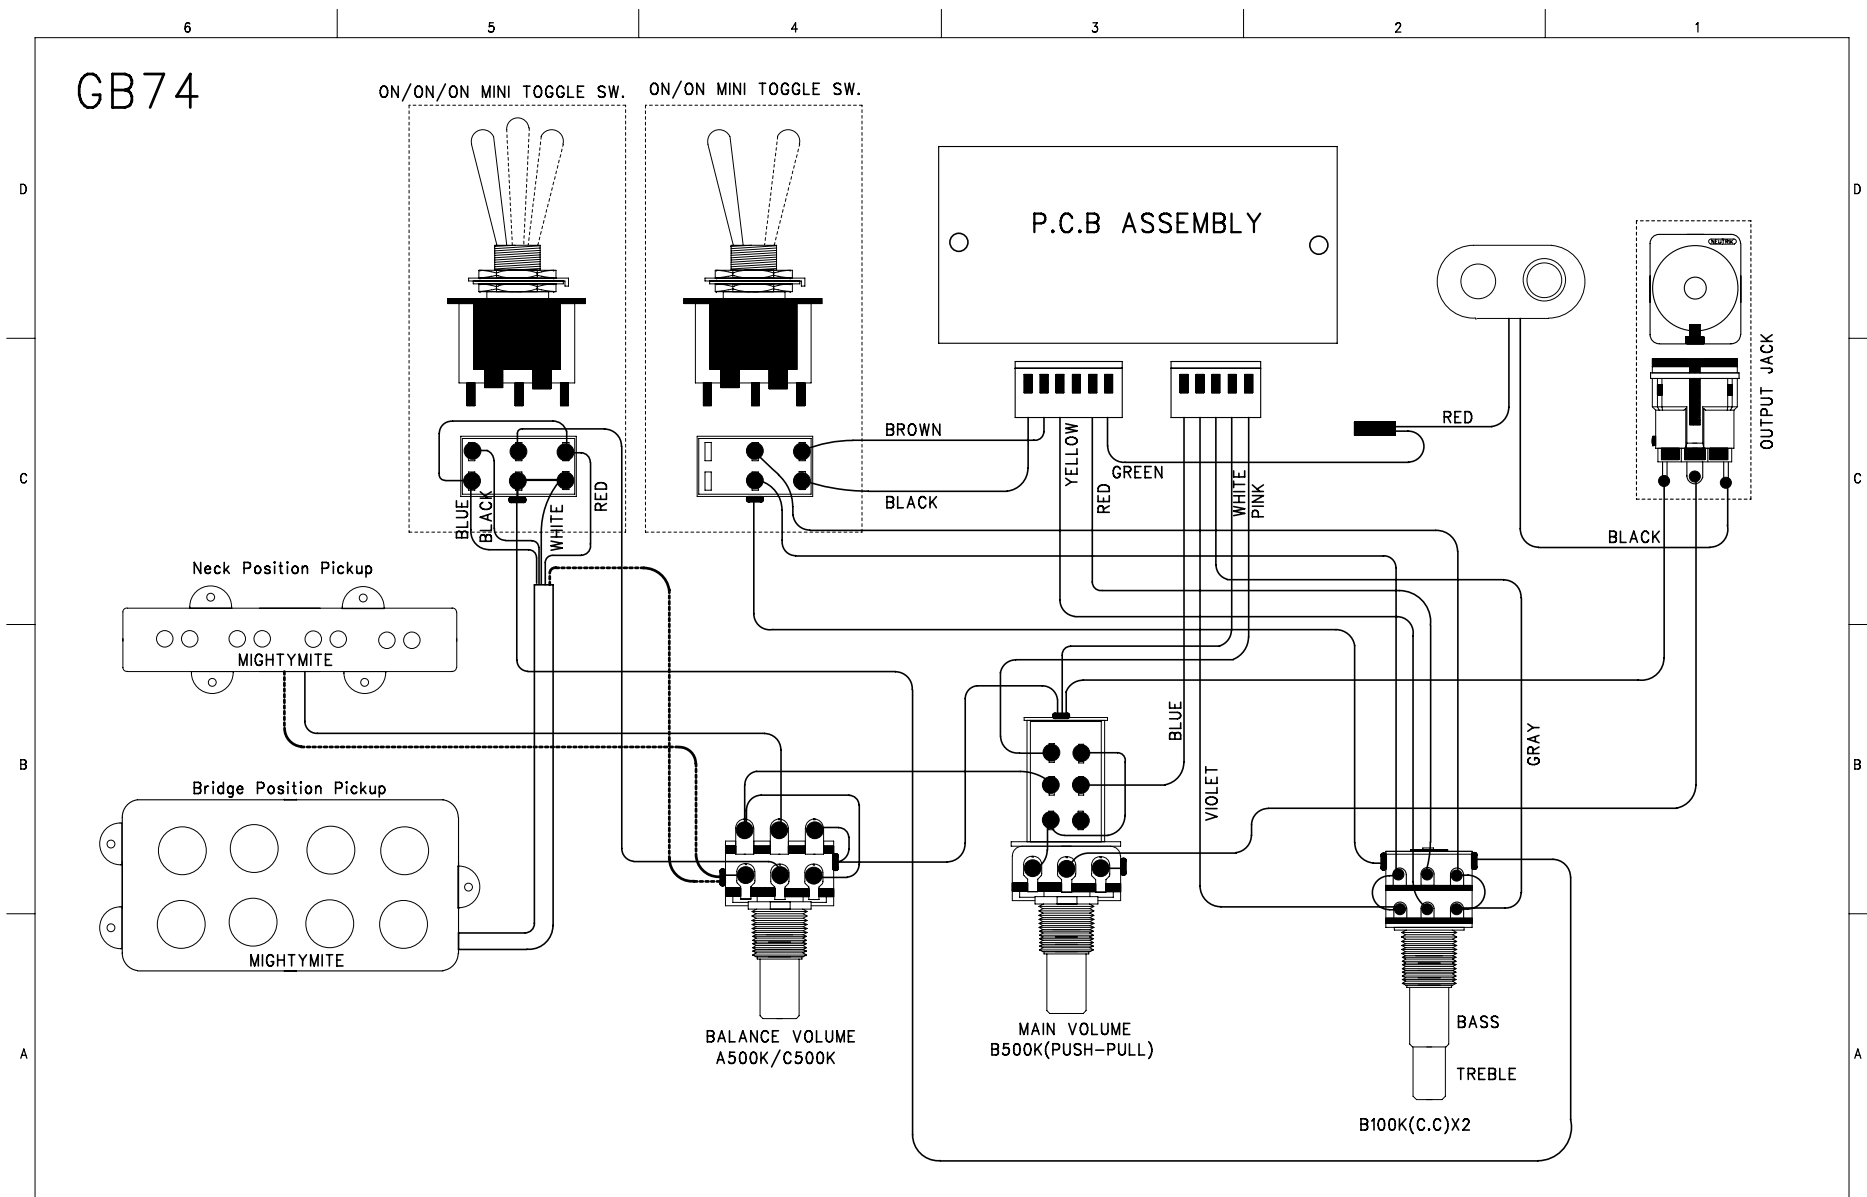 6 5 4 3 2 1
GB74
ON/ON/ON MINI TOGGLE SW.
ON/ON MINI TOGGLE SW.
D
D
P.C.B ASSEMBLY
NEUTRIK
OUTPUT JACK
RED
BROWN
YELLOW
GREEN
C
C
BLACK
RED
WHITE
PINK
BLUE
BLACK
WHITE
RED
BLACK
Neck Position Pickup
MIGHTYMITE
BLUE
GRAY
B
B
VIOLET
Bridge Position Pickup
MIGHTYMITE
BALANCE VOLUME
A500K/C500K
MAIN VOLUME
B500K(PUSH-PULL)
BASS
A
A
TREBLE
B100K(C.C)X2